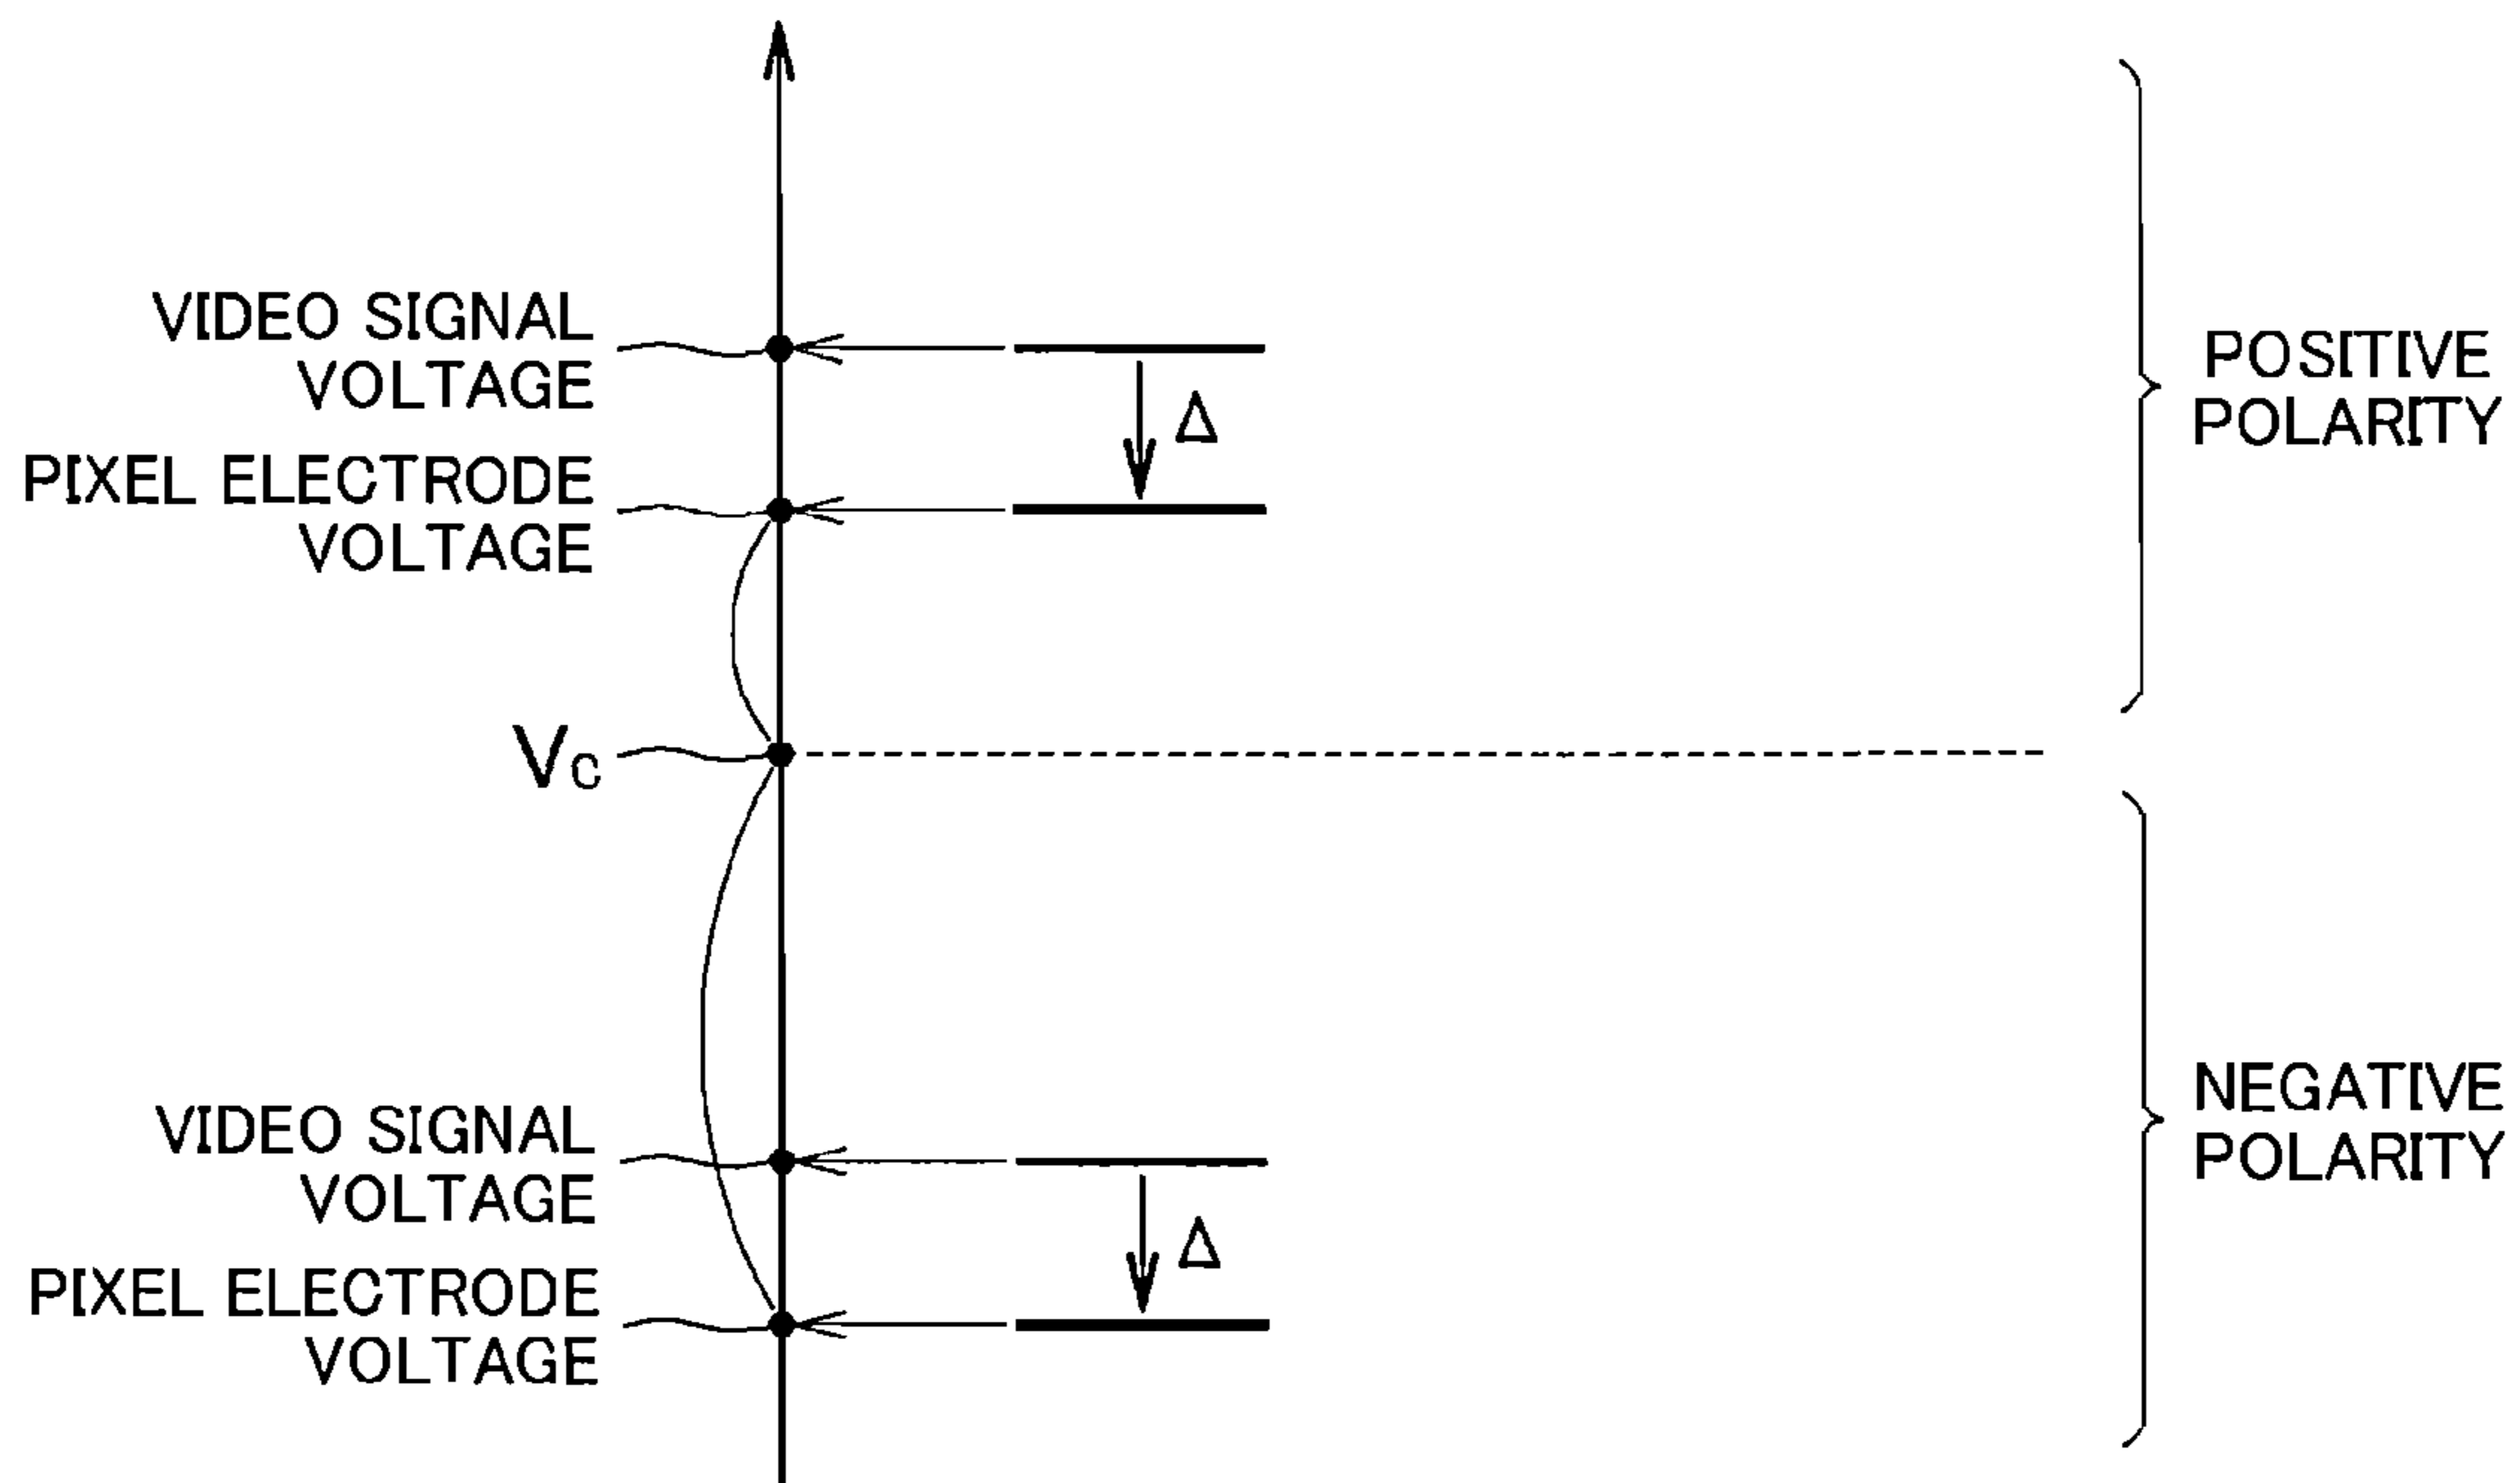 VIDEO SIGNAL
VOLTAGE
Δ
POSITIVE
POLARITY
PIXEL ELECTRODE
VOLTAGE
Vc
VIDEO SIGNAL
VOLTAGE
Δ
NEGATIVE
POLARITY
PIXEL ELECTRODE
VOLTAGE